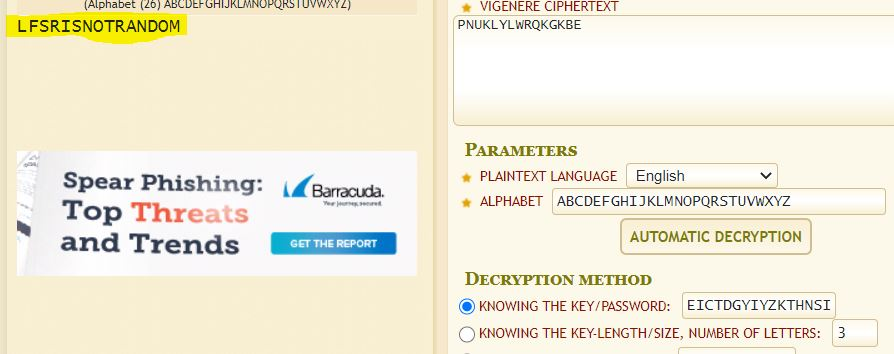 (Alphabet (26) ABCDEFGHIJKLMNOPQRSTUVWXYZ)
LFSRISNOTRANDOM
Spear Phishing:
Top Threats
and Trends
Barracuda.
Your journey, secured.
GET THE REPORT
VIGENERE CIPHERTEXT
PNUKLYLWRQKGKBE
PARAMETERS
PLAINTEXT LANGUAGE English
ALPHABET ABCDEFGHIJKLMNOPQRSTUVWXYZ
AUTOMATIC DECRYPTION
DECRYPTION METHOD
KNOWING THE KEY/PASSWORD: EICTDGYIYZKTHNSI
KNOWING THE KEY-LENGTH/SIZE, NUMBER OF LETTERS: 3